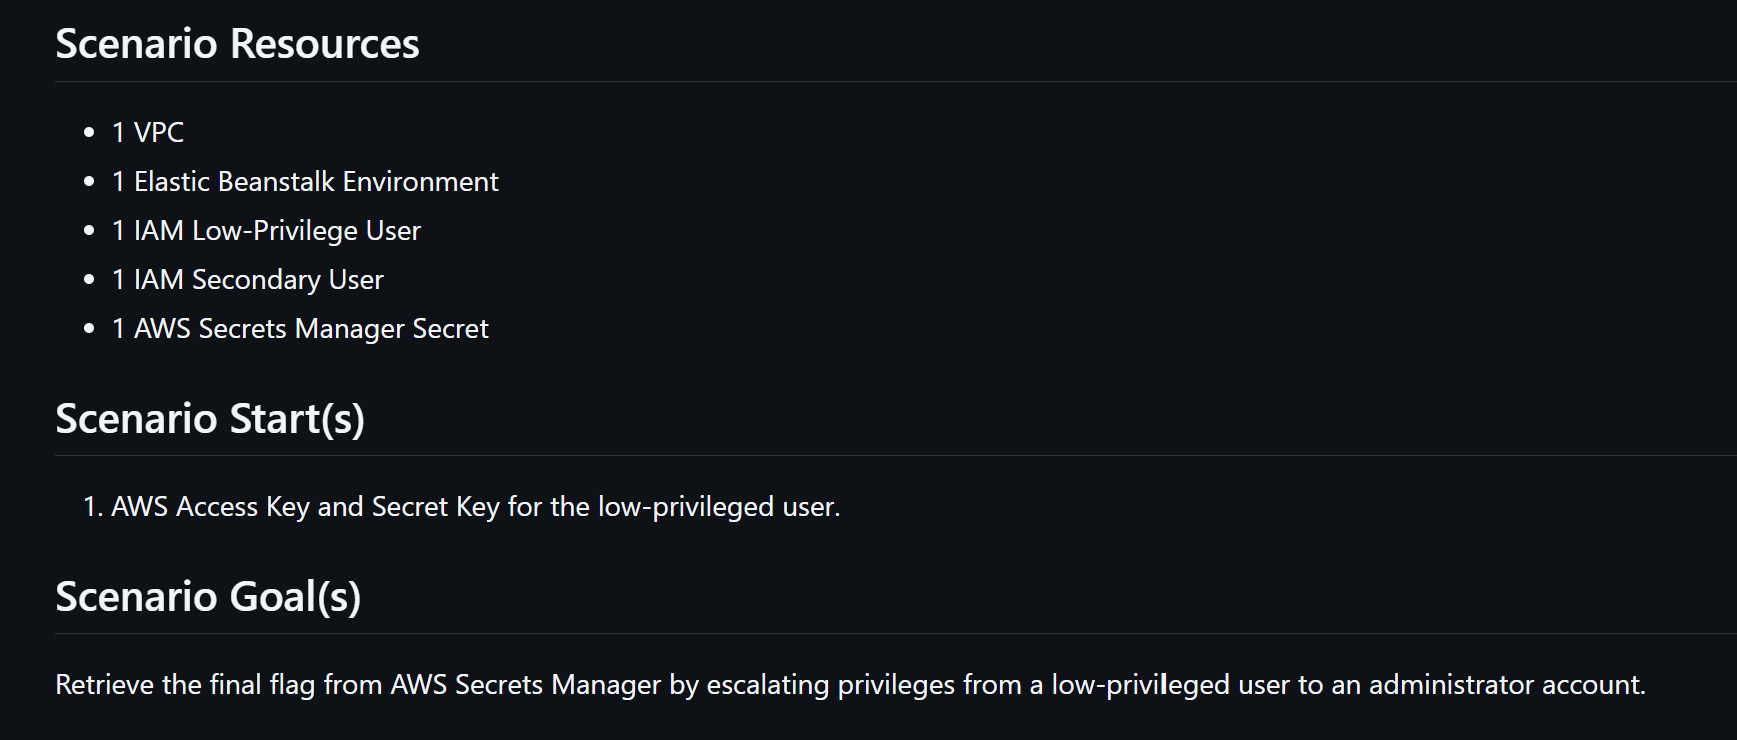 Scenario Resources
• 1 VPC
• 1 Elastic Beanstalk Environment
• 1 IAM Low-Privilege User
• 1 IAM Secondary User
• 1 AWS Secrets Manager Secret
Scenario Start(s)
1. AWS Access Key and Secret Key for the low-privileged user.
Scenario Goal(s)
Retrieve the final flag from AWS Secrets Manager by escalating privileges from a low-privileged user to an administrator account.